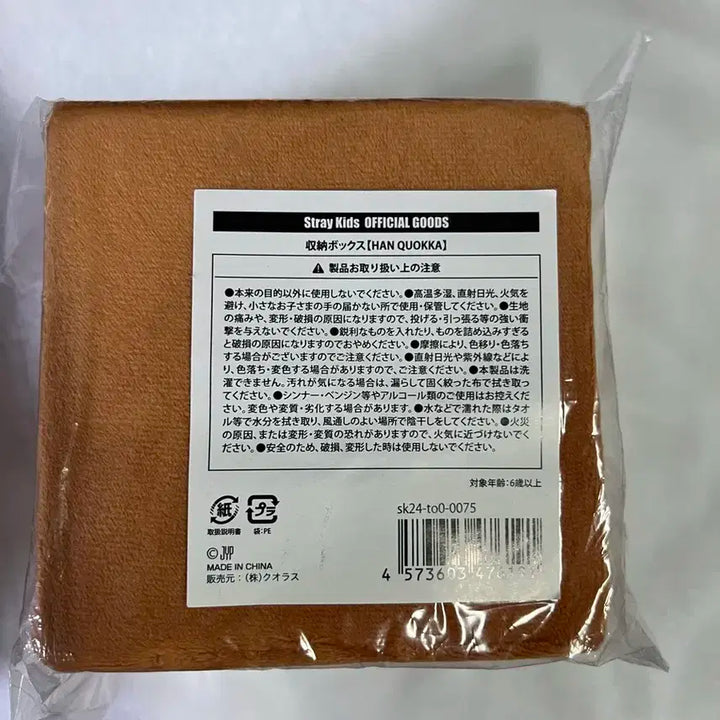 Stray Kids OFFICIAL GOODS
収納ボックス【HAN QUOKKA】
⚠ 製品お取り扱い上の注意
●本来の目的以外に使用しないでください。●高温多湿、直射日光、火気を
避け、小さなお子さまの手の届かない所で使用・保管してください。●生地
の痛みや、変形・破損の原因になりますので、投げる・引っ張る等の強い衝
撃を与えないでください。●鋭利なものを入れたり、ものを詰め込みすぎる
と破損の原因になりますのでおやめください。●摩擦により、色移り・色落ち
する場合がございますのでご注意ください。●直射日光や紫外線などによ
り、色落ち・変色する場合がありますので、ご注意ください。●本製品は洗
濯できません。汚れが気になる場合は、濡らして固く絞った布で拭き取っ
てください。●シンナー・ベンジン等やアルコール類のご使用はお控えくだ
さい。変色や変質・劣化する場合があります。●水などで濡れた際はタオ
ル等で水分を拭き取り、風通しのよい場所で陰干しをしてください。●火災
の原因、または変形・変質の恐れがありますので、火気に近づけないでく
ださい。●安全のため、破損、変形した時は使用しないでください。
対象年齢：6歳以上
紙 プラ
取扱説明書 袋：PE
sk24-to0-0075
©JYP
MADE IN CHINA
販売元：（株）クオラス
4 573603